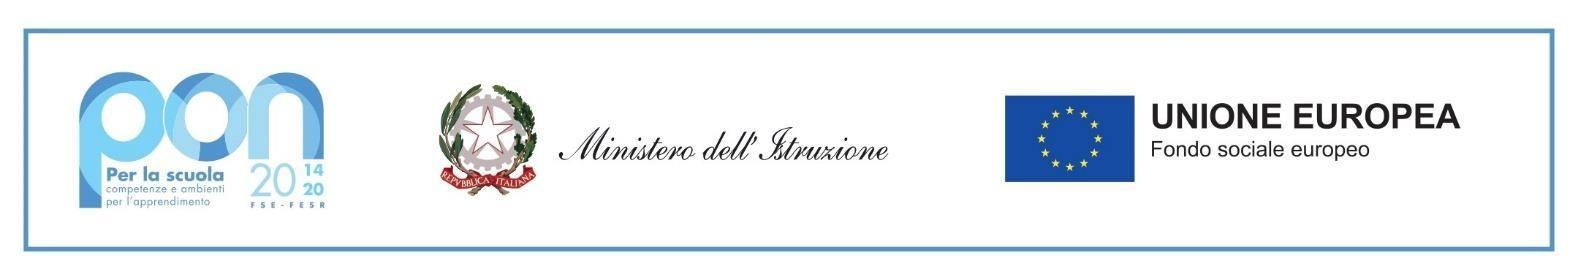 pon
Per la scuola
competenze e ambienti
per l'apprendimento
20 14
20
FSE-FESR
REPVBBLICA ITALIANA
Ministero dell'Istruzione
UNIONE EUROPEA
Fondo sociale europeo